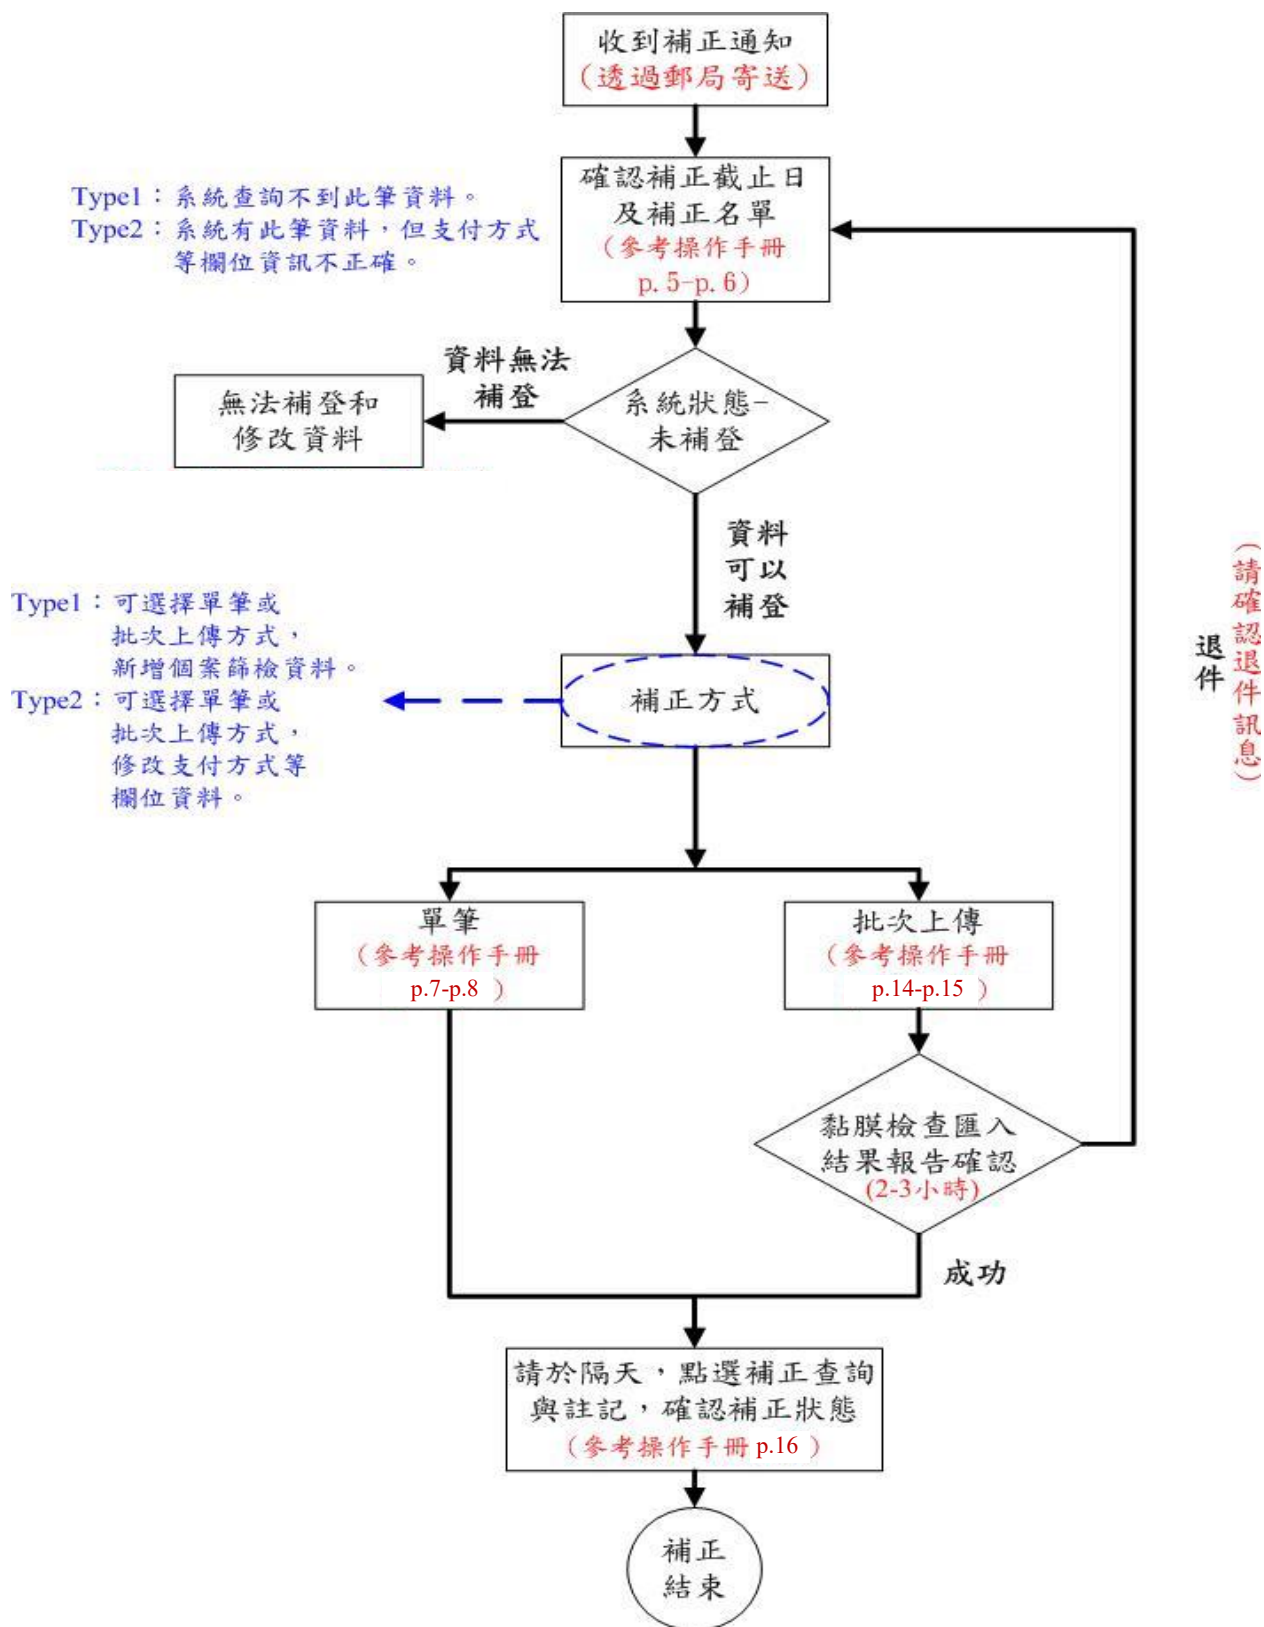 收到補正通知
（透過郵局寄送）
確認補正截止日
及補正名單
（參考操作手冊
p. 5-p. 6）
Type1：系統查詢不到此筆資料。
Type2：系統有此筆資料，但支付方式
等欄位資訊不正確。
資料無法
補登
系統狀態-
未補登
無法補登和
修改資料
資料
可以
補登
Type1：可選擇單筆或
批次上傳方式，
新增個案篩檢資料。
Type2：可選擇單筆或
批次上傳方式，
修改支付方式等
欄位資料。
補正方式
退件
（請確認退件訊息）
單筆
（參考操作手冊
p.7-p.8 ）
批次上傳
（參考操作手冊
p.14-p.15 ）
黏膜檢查匯入
結果報告確認
(2-3小時)
成功
請於隔天，點選補正查詢
與註記，確認補正狀態
（參考操作手冊 p.16 ）
補正
結束